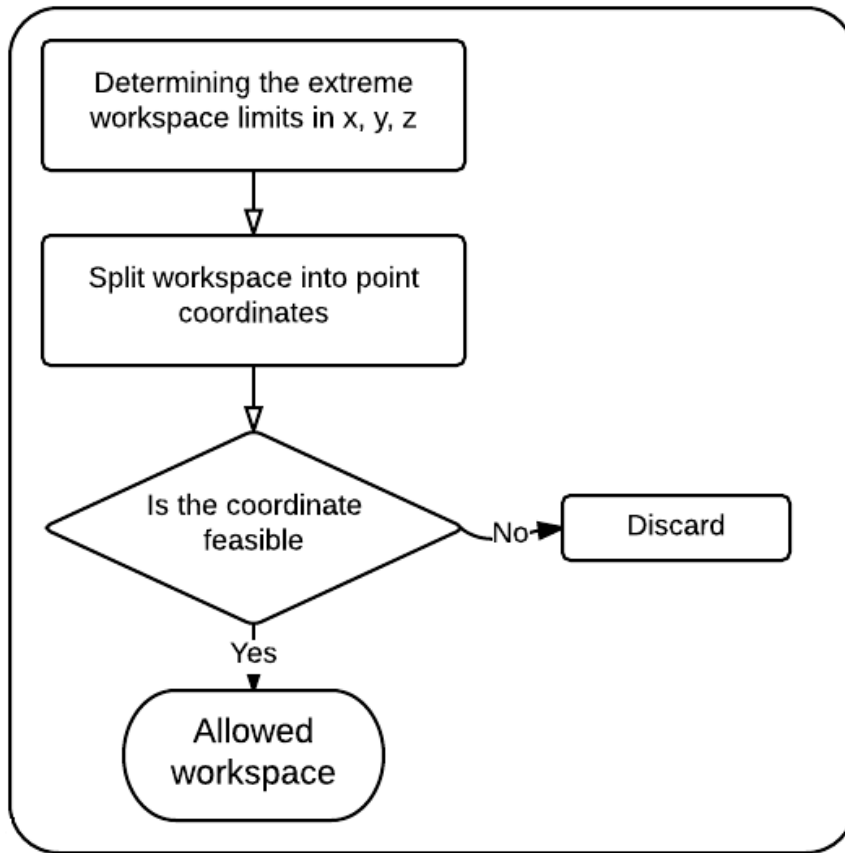 Determining the extreme
workspace limits in x, y, z
Split workspace into point
coordinates
Is the coordinate
feasible
No
Discard
Yes
Allowed
workspace